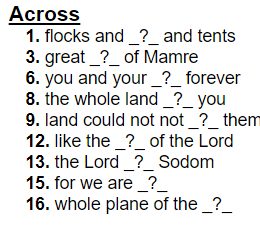 Across
1. flocks and _?_ and tents
3. great _?_ of Mamre
6. you and your _?_ forever
8. the whole land _?_ you
9. land could not not _?_ them
12. like the _?_ of the Lord
13. the Lord _?_ Sodom
15. for we are _?_
16. whole plane of the _?_